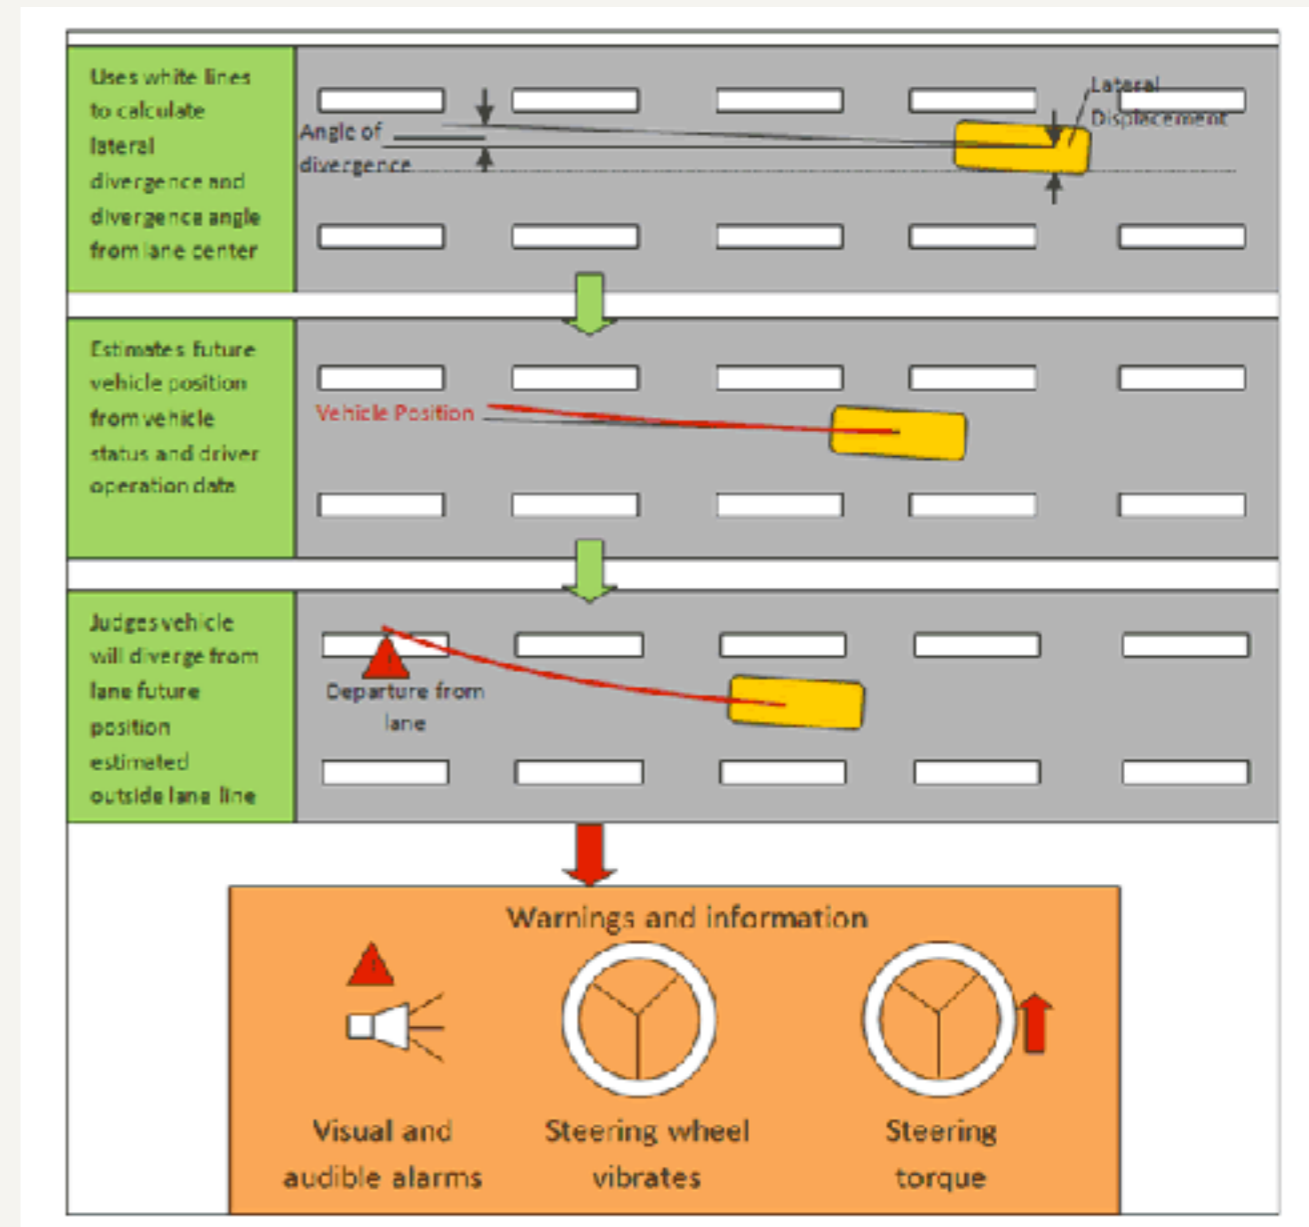 Uses white lines
to calculate
lateral
divergence and
divergence angle
from lane center
Angle of
divergence
Lateral
Displacement
Estimates future
vehicle position
from vehicle
status and driver
operation data
Vehicle Position
Judges vehicle
will diverge from
lane future
position
estimated
outside lane line
Departure from
lane
Warnings and information
Visual and
audible alarms
Steering wheel
vibrates
Steering
torque